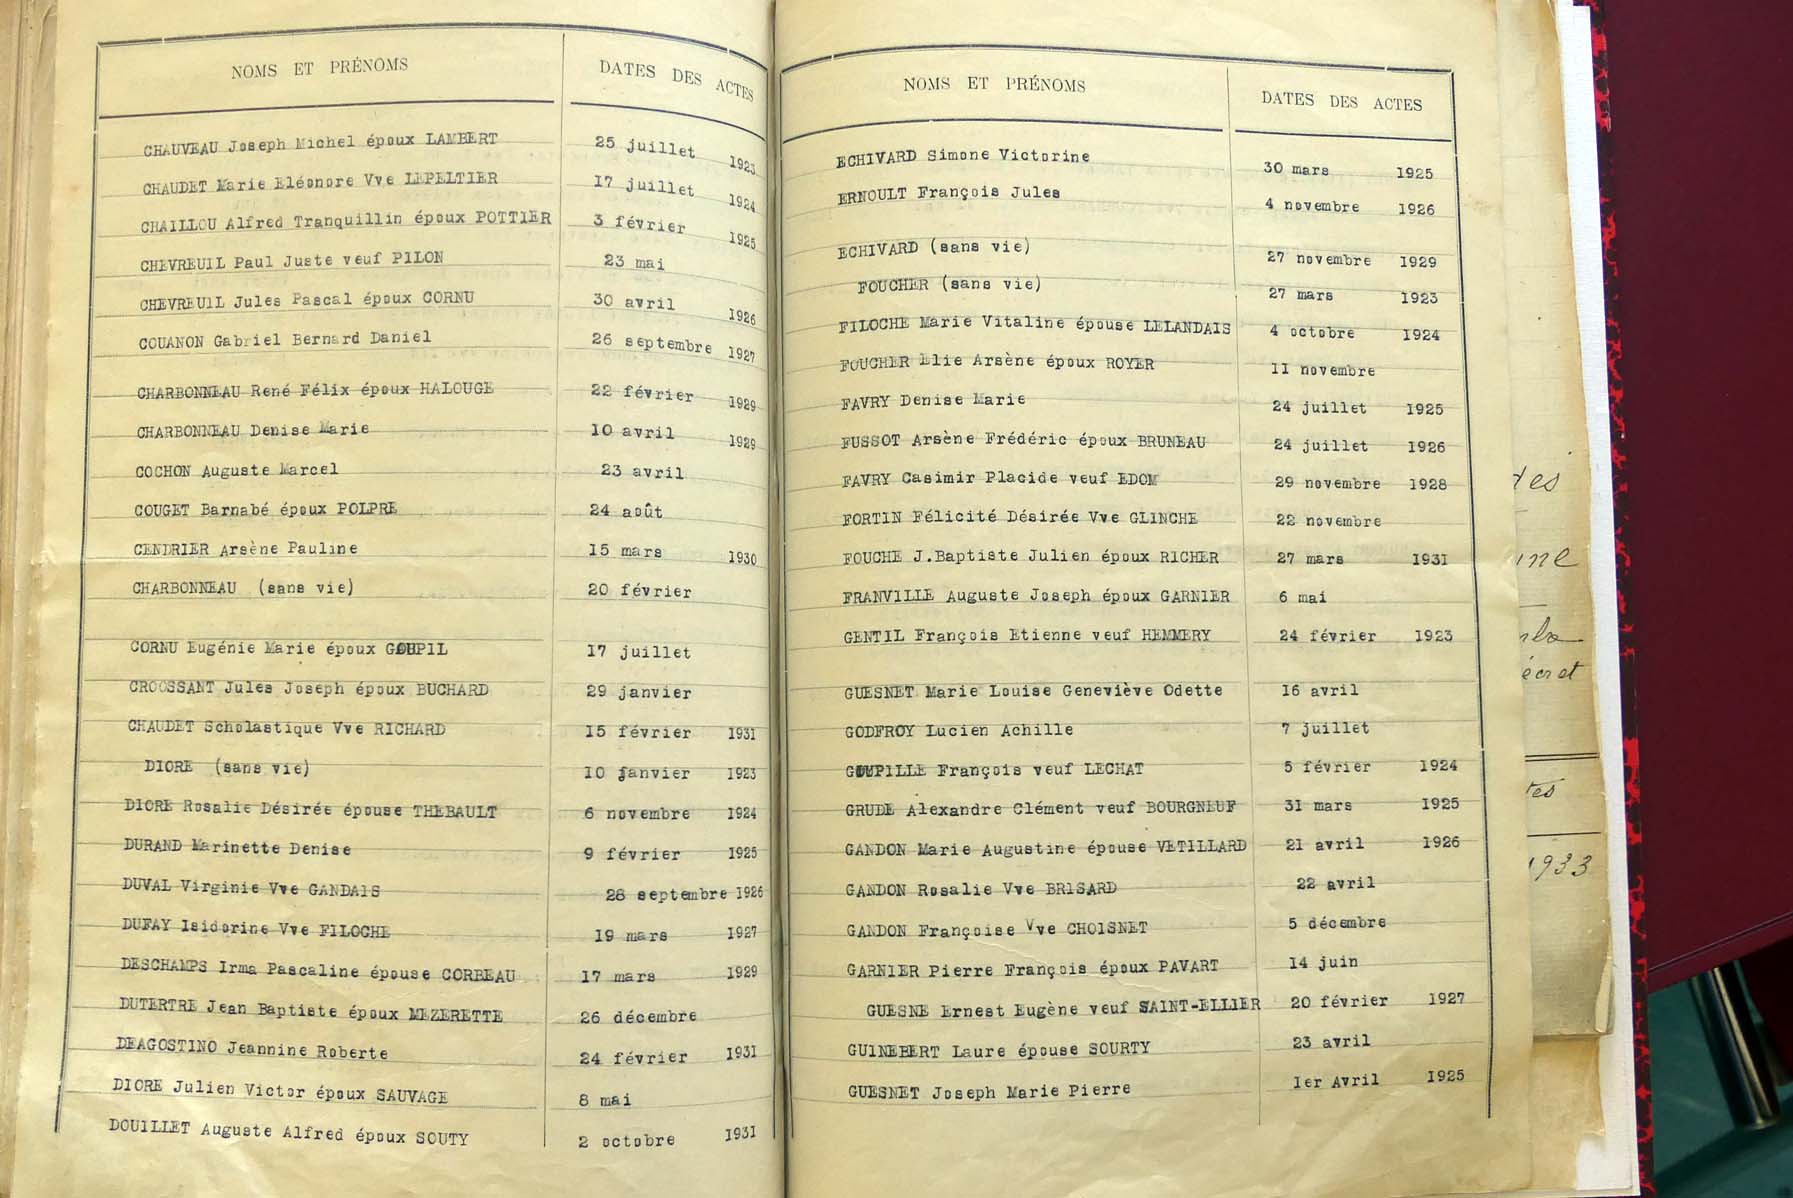 NOMS ET PRÉNOMS DATES DES ACTES
CHAUVEAU Joseph Michel époux LAMBERT 25 juillet 1923
CHAUDET Marie Eléonore Vve LEPELTIER 17 juillet 1924
CHAILLOU Alfred Tranquillin époux POTTIER 3 février 1925
CHEVREUIL Paul Juste veuf PILON 23 mai
CHEVREUIL Jules Pascal époux CORNU 30 avril 1926
COUANON Gabriel Bernard Daniel 26 septembre 1927
CHARBONNEAU René Félix époux HALOUGE 22 février 1929
CHARBONNEAU Denise Marie 10 avril 1929
COCHON Auguste Marcel 23 avril
COUGET Barnabé époux POLPRE 24 août
CENDRIER Arsène Pauline 15 mars 1930
CHARBONNEAU (sans vie) 20 février
CORNU Eugénie Marie époux GOUPIL 17 juillet
CROSSANT Jules Joseph époux BUCHARD 29 janvier
CHAUDET Scholastique Vve RICHARD 15 février 1931
DIORE (sans vie) 10 janvier 1923
DIORE Rosalie Désirée épouse THEBAULT 6 novembre 1924
DURAND Marinette Denise 9 février 1925
DUVAL Virginie Vve GANDAIS 28 septembre 1926
DUFAY Isidorine Vve FILOCHE 19 mars 1927
DESCHAMPS Irma Pascaline épouse CORBEAU 17 mars 1929
DUTERTRE Jean Baptiste époux MEZERETTE 26 décembre
DEAGOSTINO Jeannine Roberte 24 février 1931
DIORE Julien Victor époux SAUVAGE 8 mai
DOUILLET Auguste Alfred époux SOUTY 2 octobre 1931
NOMS ET PRÉNOMS DATES DES ACTES
ECHIVARD Simone Victorine 30 mars 1925
ERNOULT François Jules 4 novembre 1926
ECHIVARD (sans vie) 27 novembre 1929
FOUCHER (sans vie) 27 mars 1923
FILOCHE Marie Vitaline épouse LELANDAIS 4 octobre 1924
FOUCHER Elie Arsène époux ROYER 11 novembre
FAVRY Denise Marie 24 juillet 1925
FUSSOT Arsène Frédéric époux BRUNEAU 24 juillet 1926
FAVRY Casimir Placide veuf EDOM 29 novembre 1928
FORTIN Félicité Désirée Vve GLINCHE 22 novembre
FOUCHE J.Baptiste Julien époux RICHER 27 mars 1931
FRANVILLE Auguste Joseph époux GARNIER 6 mai
GENTIL François Etienne veuf HEMMERY 24 février 1923
GUESNET Marie Louise Geneviève Odette 16 avril
GODFROY Lucien Achille 7 juillet
GOUPILLE François veuf LECHAT 5 février 1924
GRUDE Alexandre Clément veuf BOURGNEUF 31 mars 1925
GANDON Marie Augustine épouse VETILLARD 21 avril 1926
GANDON Rosalie Vve BRISARD 22 avril
GANDON Françoise Vve CHOISNET 5 décembre
GARNIER Pierre François époux PAVART 14 juin
GUESNE Ernest Eugène veuf SAINT-ELLIER 20 février 1927
GUINEBERT Laure épouse SOURTY 23 avril
GUESNET Joseph Marie Pierre 1er Avril 1925
1933